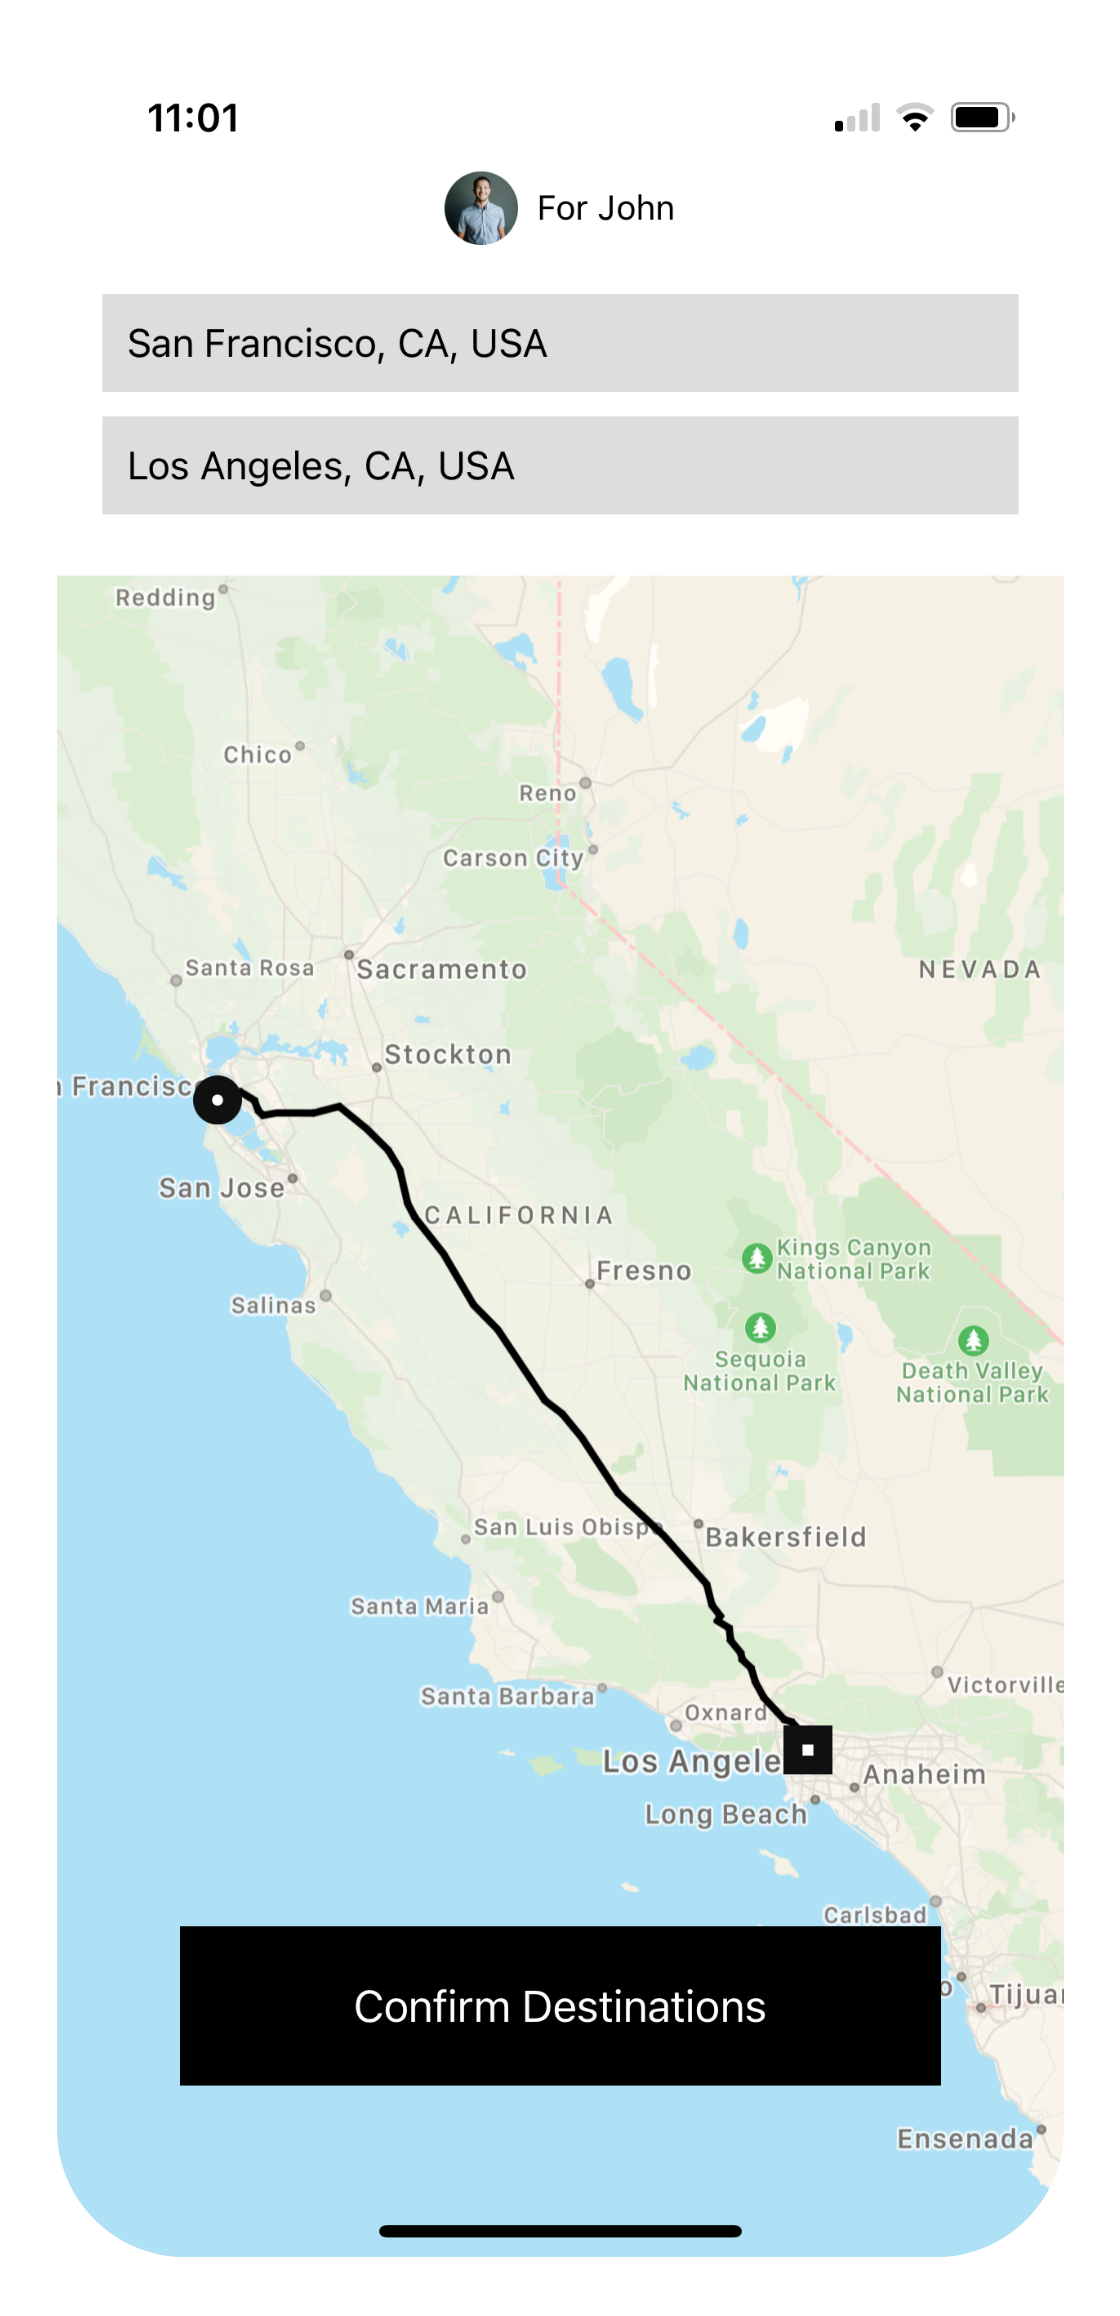 11:01
For John
San Francisco, CA, USA
Los Angeles, CA, USA
Redding
Chico
Reno
Carson City
Santa Rosa
Sacramento
NEVADA
Stockton
Francisc
San Jose
CALIFORNIA
Kings Canyon
National Park
Fresno
Salinas
Sequoia
National Park
Death Valley
National Park
San Luis Obispo
Bakersfield
Santa Maria
Victorville
Santa Barbara
Oxnard
Los Angele
Anaheim
Long Beach
Carlsbad
Tijua
Confirm Destinations
Ensenada